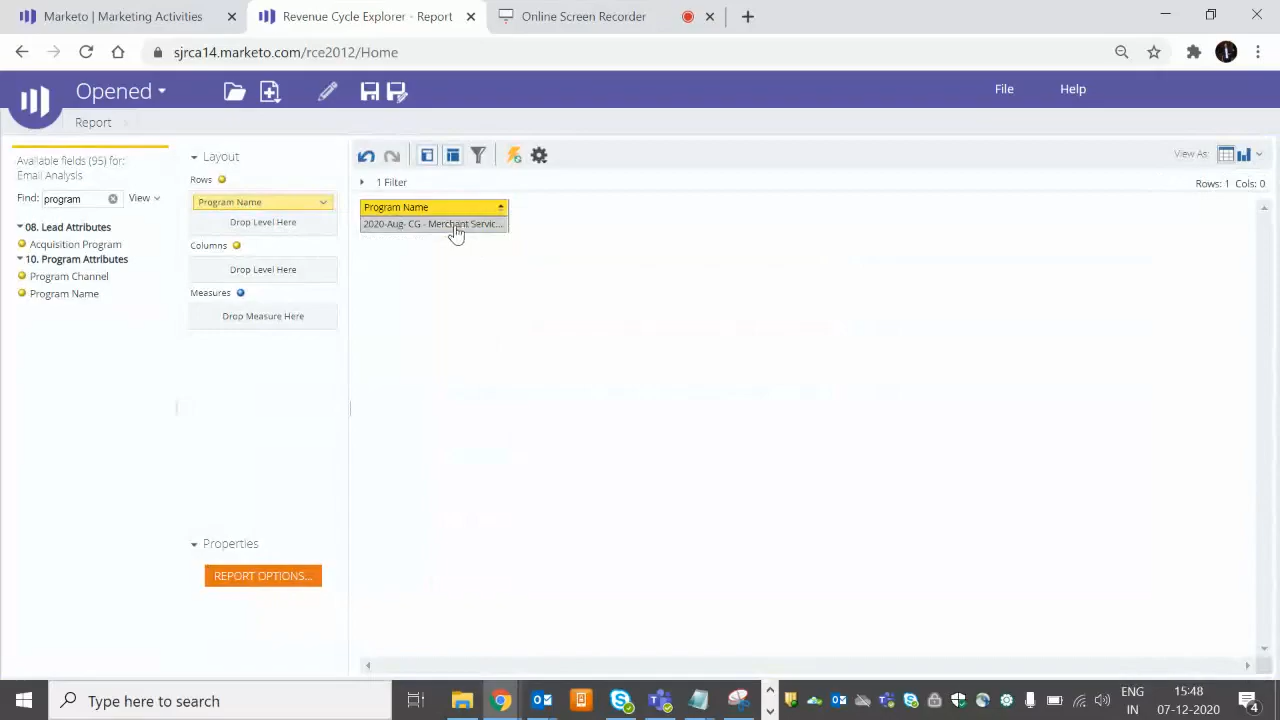 Marketo | Marketing Activities
Revenue Cycle Explorer - Report
Online Screen Recorder
sjrca14.marketo.com/rce2012/Home
Opened
File
Help
Report
Available fields (95) for:
Email Analysis
Find: program
View
08. Lead Attributes
Acquisition Program
10. Program Attributes
Program Channel
Program Name
Layout
Rows
Program Name
Drop Level Here
Columns
Drop Level Here
Measures
Drop Measure Here
Properties
REPORT OPTIONS...
View As:
1 Filter
Rows: 1 Cols: 0
Program Name
2020-Aug- CG - Merchant Servic...
Type here to search
ENG
IN
15:48
07-12-2020
4